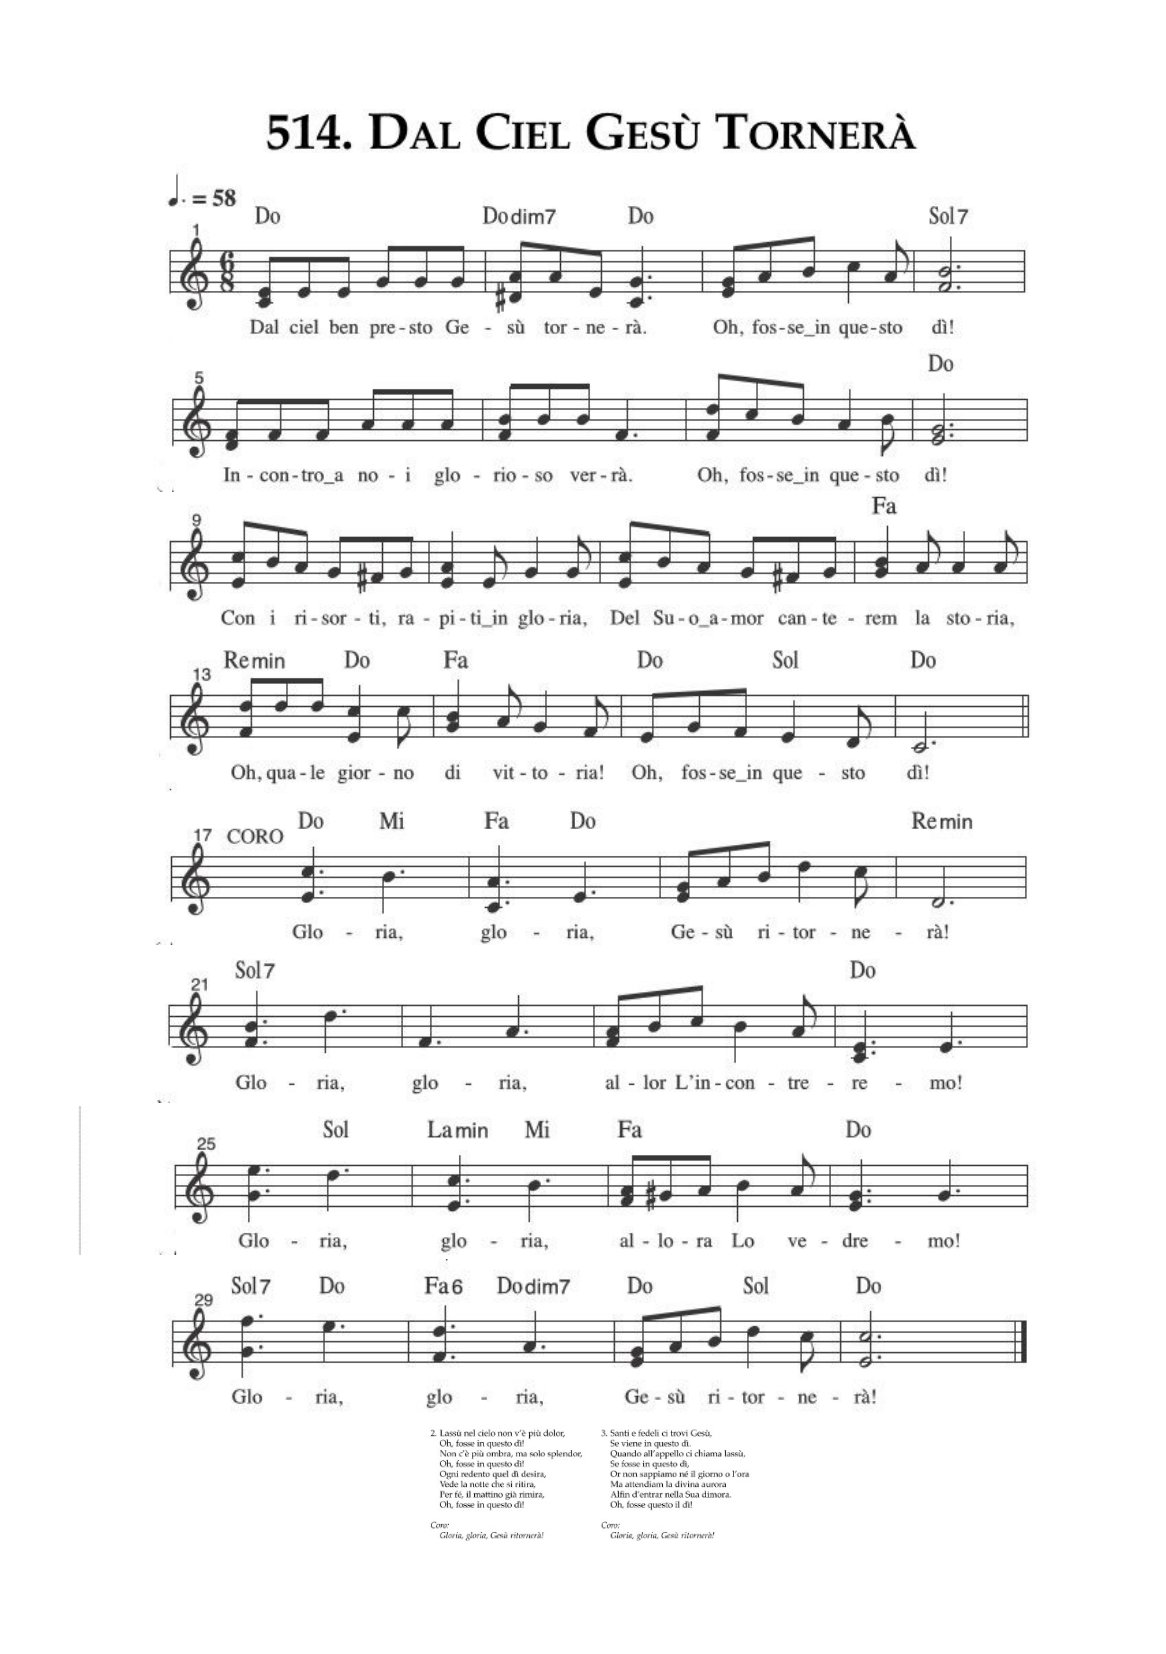 514. DAL CIEL GESÙ TORNERÀ
= 58
Do Dodim7 Do Sol7
1
6
8
Dal ciel ben pre-sto Ge - sù tor-ne-rà. Oh, fos-se_in que-sto dì!
Do
5
In-con-tro_a no-i glo-rio-so ver-rà. Oh, fos-se_in que-sto dì!
Fa
9
Con i ri-sor-ti, ra-pi-ti_in glo-ria, Del Su-o_a-mor can-te-rem la sto-ria,
Remin Do Fa Do Sol Do
13
Oh, qua-le gior-no di vit-to-ria! Oh, fos-se_in que-sto dì!
Do Mi Fa Do Remin
17 CORO
Glo - ria, glo - ria, Ge-sù ri-tor-ne - rà!
Sol7 Do
21
Glo - ria, glo - ria, al-lor L'in-con-tre - re - mo!
Sol Lamin Mi Fa Do
25
Glo - ria, glo - ria, al-lo-ra Lo ve-dre - mo!
Sol7 Do Fa6 Dodim7 Do Sol Do
29
Glo - ria, glo - ria, Ge-sù ri-tor-ne - rà!
2. Lassù nel cielo non v'è più dolor,
Oh, fosse in questo dì!
Non c'è più ombra, ma solo splendor,
Oh, fosse in questo dì!
Ogni redento quel dì desira,
Vede la notte che si ritira,
Per fé, il mattino già rimira,
Oh, fosse in questo dì!
Coro:
Gloria, gloria, Gesù ritornerà!
3. Santi e fedeli ci trovi Gesù,
Se viene in questo dì.
Quando all'appello ci chiama lassù,
Se fosse in questo dì,
Or non sappiamo né il giorno o l'ora
Ma attendiam la divina aurora
Alfin d'entrar nella Sua dimora.
Oh, fosse questo il dì!
Coro:
Gloria, gloria, Gesù ritornerà!